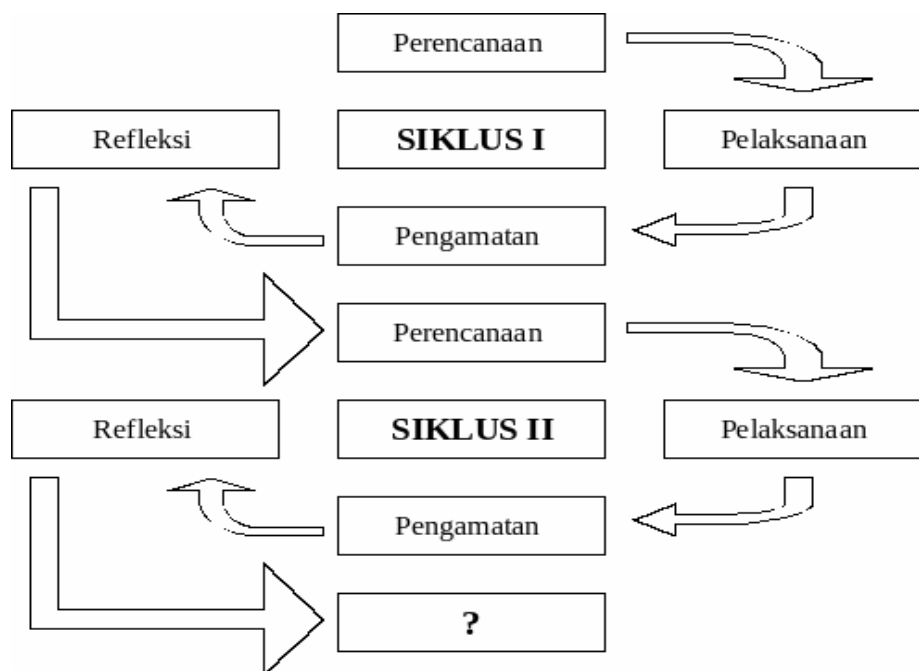 Perencanaan
Refleksi
SIKLUS I
Pelaksanaan
Pengamatan
Perencanaan
Refleksi
SIKLUS II
Pelaksanaan
Pengamatan
?